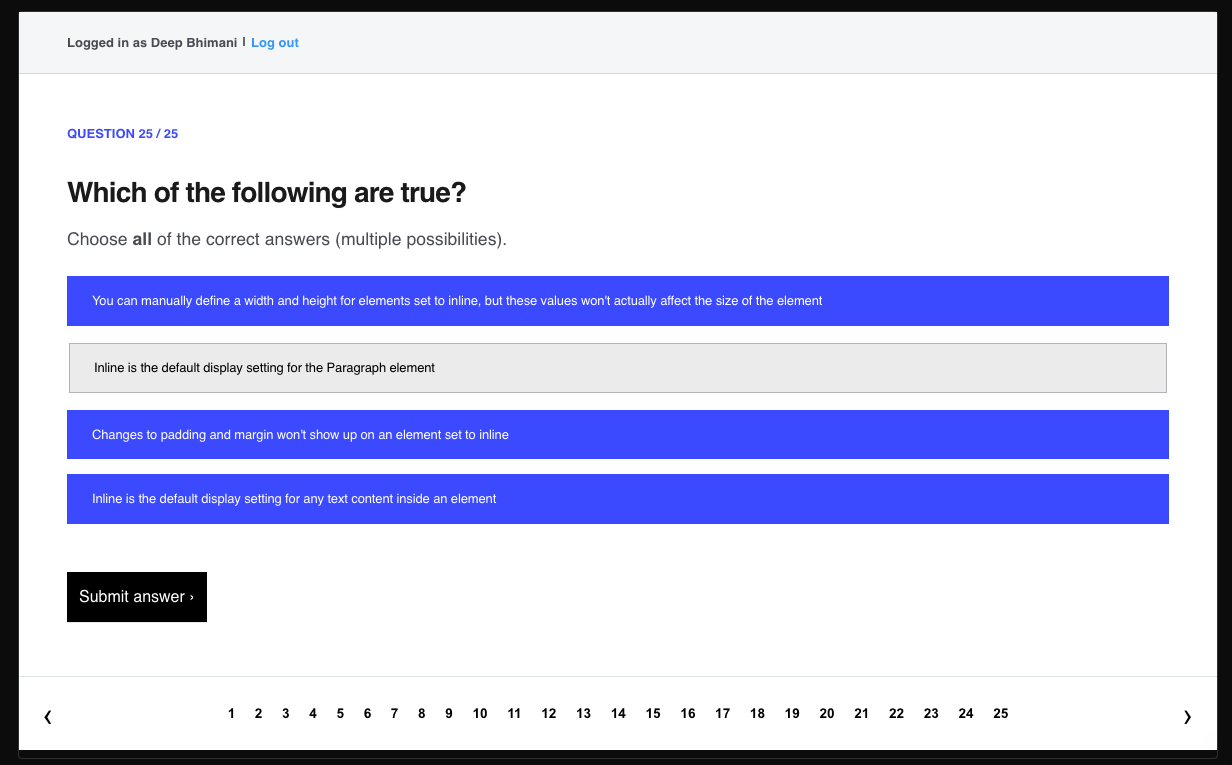 Logged in as Deep Bhimani | Log out
QUESTION 25 / 25
Which of the following are true?
Choose all of the correct answers (multiple possibilities).
You can manually define a width and height for elements set to inline, but these values won't actually affect the size of the element
Inline is the default display setting for the Paragraph element
Changes to padding and margin won't show up on an element set to inline
Inline is the default display setting for any text content inside an element
Submit answer ›
❮ 1 2 3 4 5 6 7 8 9 10 11 12 13 14 15 16 17 18 19 20 21 22 23 24 25 ❯